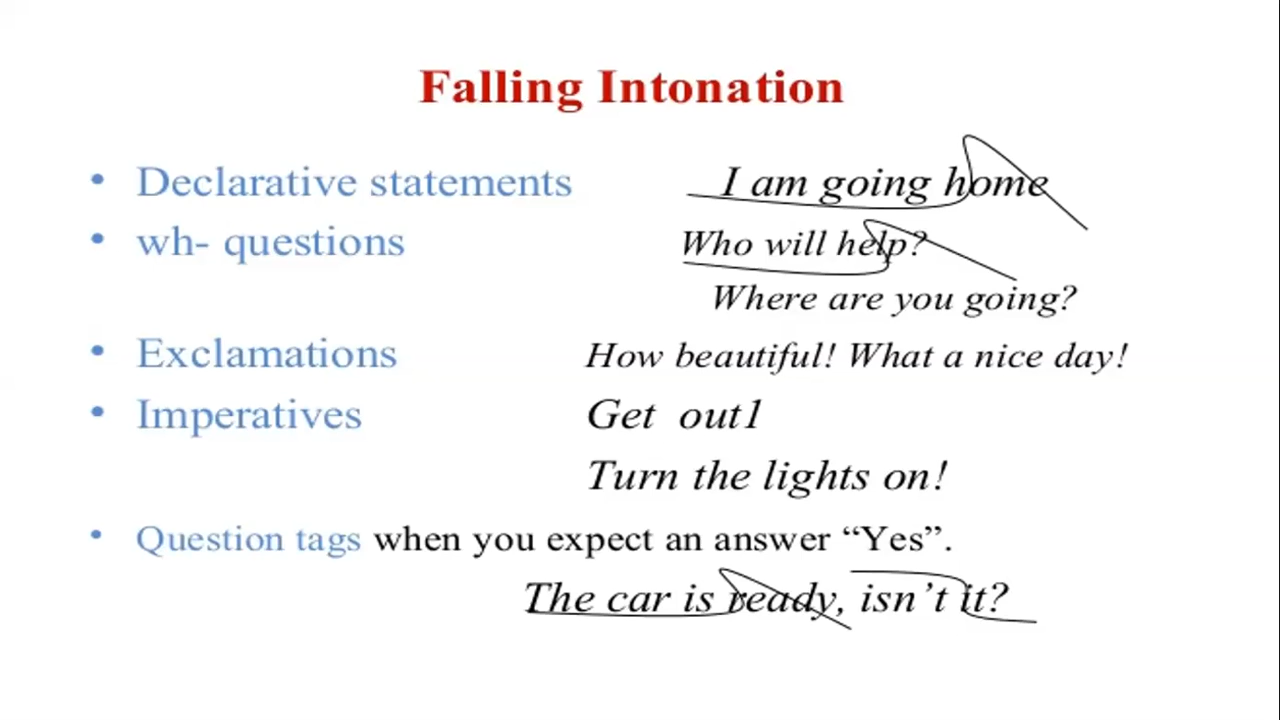 Falling Intonation
• Declarative statements I am going home
• wh- questions Who will help?
Where are you going?
• Exclamations How beautiful! What a nice day!
• Imperatives Get out1
Turn the lights on!
• Question tags when you expect an answer “Yes”.
The car is ready, isn’t it?